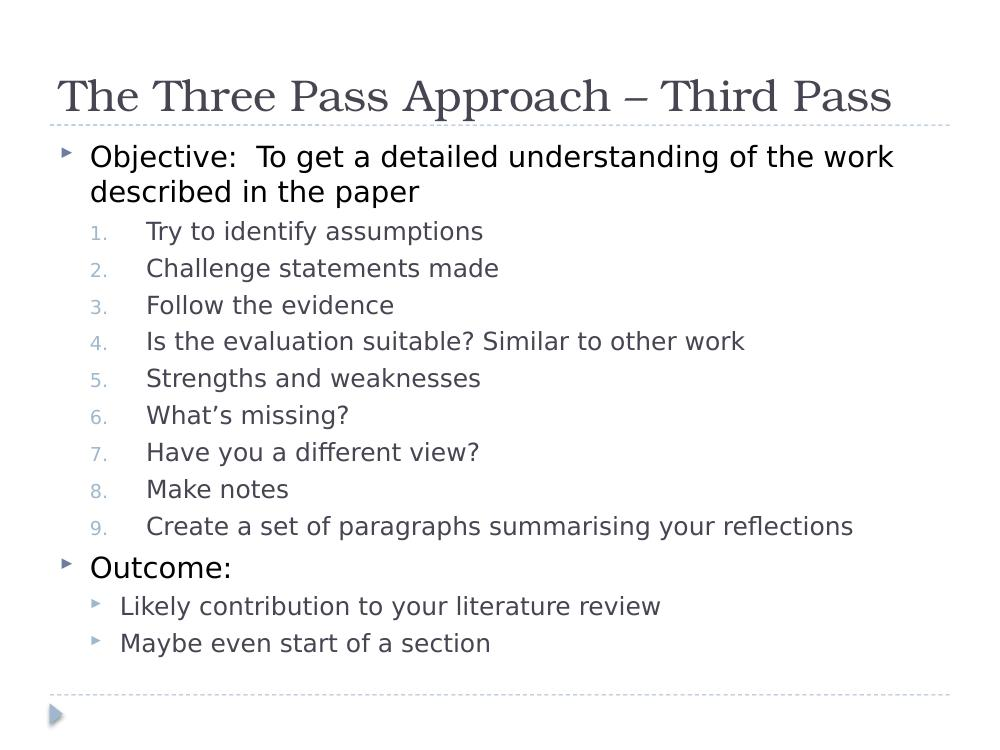 The Three Pass Approach – Third Pass
Objective:  To get a detailed understanding of the work
described in the paper
1. Try to identify assumptions
2. Challenge statements made
3. Follow the evidence
4. Is the evaluation suitable? Similar to other work
5. Strengths and weaknesses
6. What’s missing?
7. Have you a different view?
8. Make notes
9. Create a set of paragraphs summarising your reflections
Outcome:
Likely contribution to your literature review
Maybe even start of a section